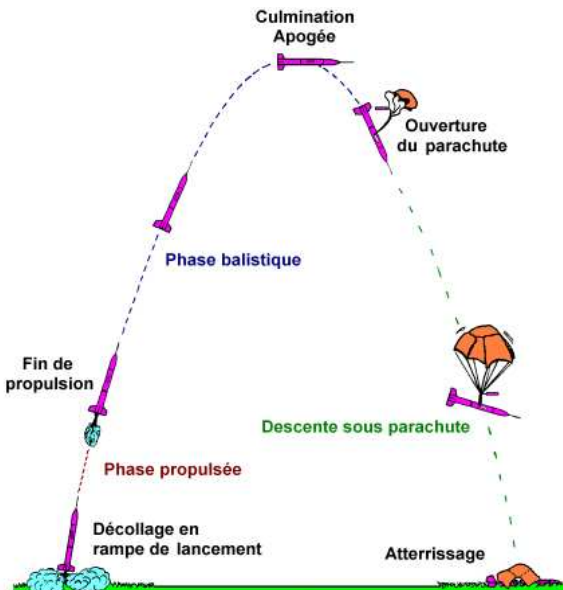 Culmination
Apogée
Ouverture
du parachute
Phase balistique
Fin de
propulsion
Descente sous parachute
Phase propulsée
Décollage en
rampe de lancement
Atterrissage